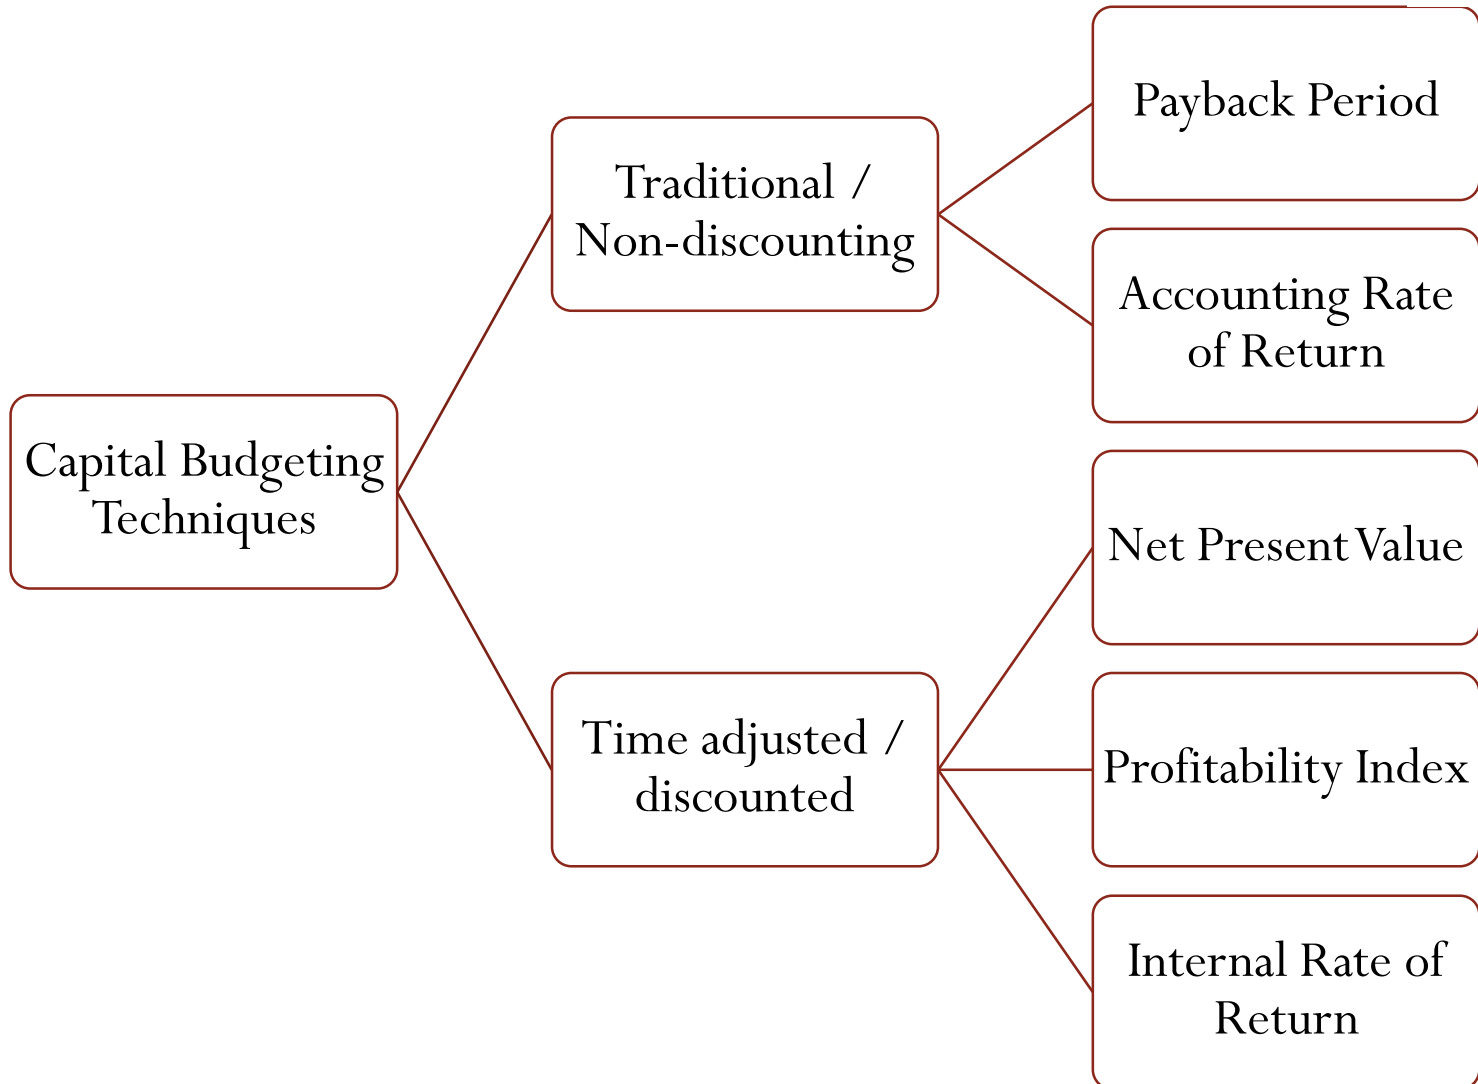 Capital Budgeting
Techniques
Traditional /
Non-discounting
Payback Period
Accounting Rate
of Return
Time adjusted /
discounted
Net Present Value
Profitability Index
Internal Rate of
Return